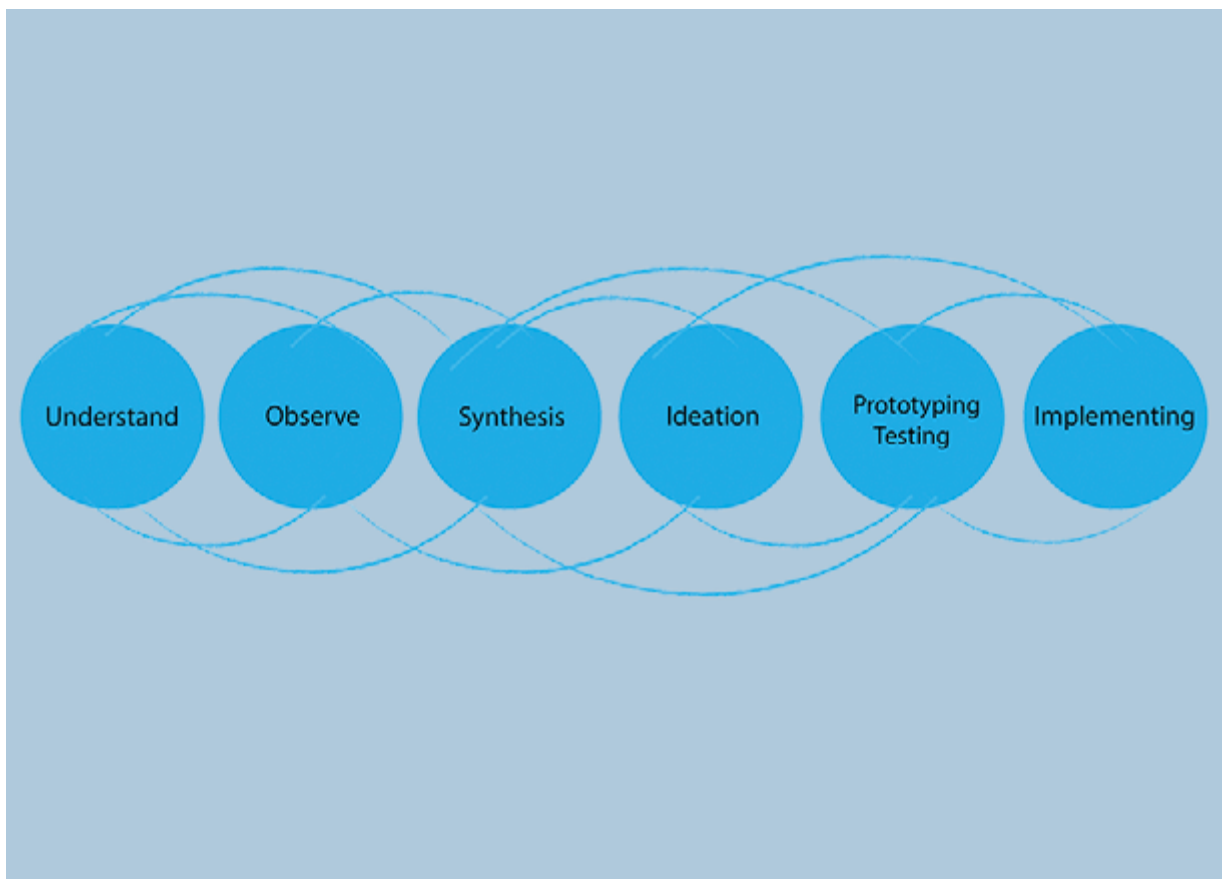 Understand
Observe
Synthesis
Ideation
Prototyping
Testing
Implementing